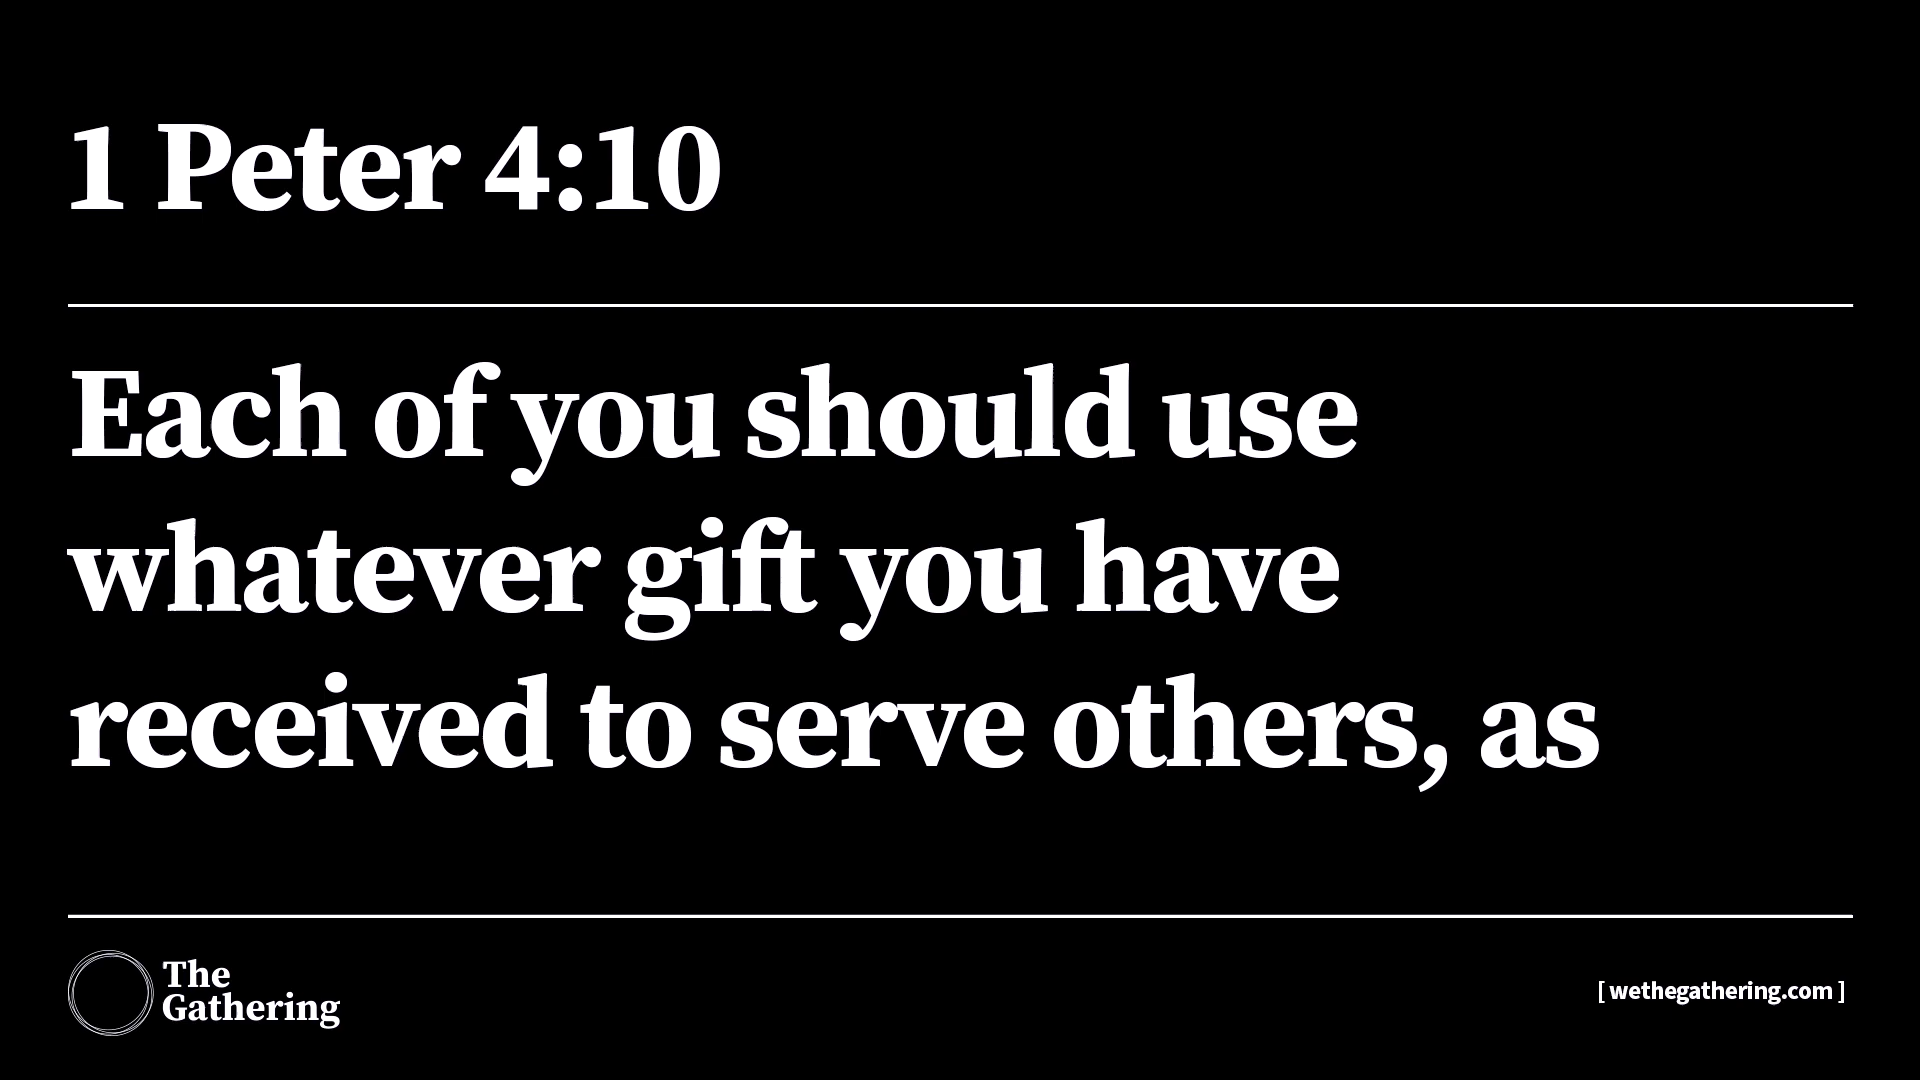 1 Peter 4:10
Each of you should use
whatever gift you have
received to serve others, as
The
Gathering
[ wethegathering.com ]